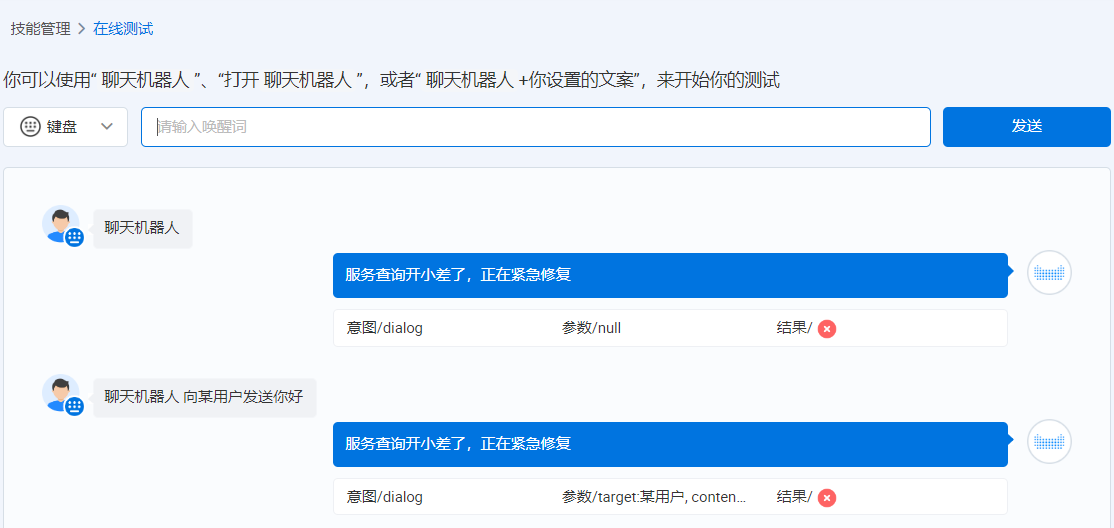 技能管理 > 在线测试
你可以使用“ 聊天机器人 ”、“打开 聊天机器人 ”，或者“ 聊天机器人 +你设置的文案”，来开始你的测试
键盘 请输入唤醒词 发送
聊天机器人
服务查询开小差了，正在紧急修复
意图/dialog 参数/null 结果/
聊天机器人 向某用户发送你好
服务查询开小差了，正在紧急修复
意图/dialog 参数/target:某用户, conten... 结果/